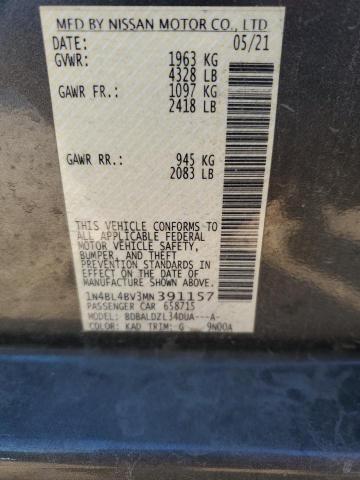 MFD BY NISSAN MOTOR CO., LTD.
DATE: 05/21
GVWR: 1963 KG
4328 LB
GAWR FR.: 1097 KG
2418 LB
GAWR RR.: 945 KG
2083 LB
THIS VEHICLE CONFORMS TO
ALL APPLICABLE FEDERAL
MOTOR VEHICLE SAFETY,
BUMPER, AND THEFT
PREVENTION STANDARDS IN
EFFECT ON THE DATE OF
MANUFACTURE SHOWN ABOVE.
1N4BL4BV3MN391157
PASSENGER CAR 658715
MODEL: BDBALDZL34DUA---A-
COLOR: KAD TRIM: G 9N00A